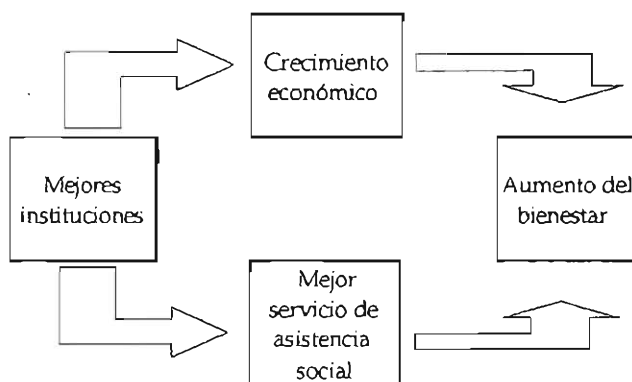 Crecimiento
económico
Mejores
instituciones
Aumento del
bienestar
Mejor
servicio de
asistencia
social